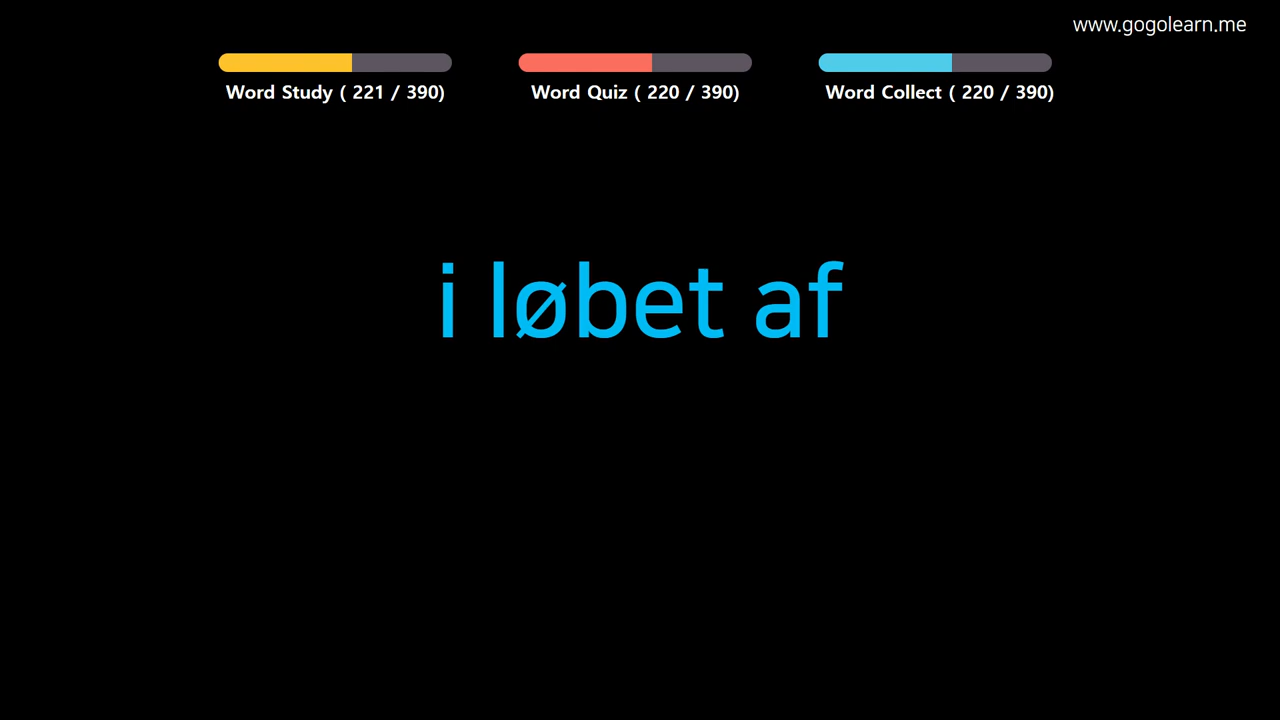 www.gogolearn.me
Word Study ( 221 / 390)
Word Quiz ( 220 / 390)
Word Collect ( 220 / 390)
i løbet af